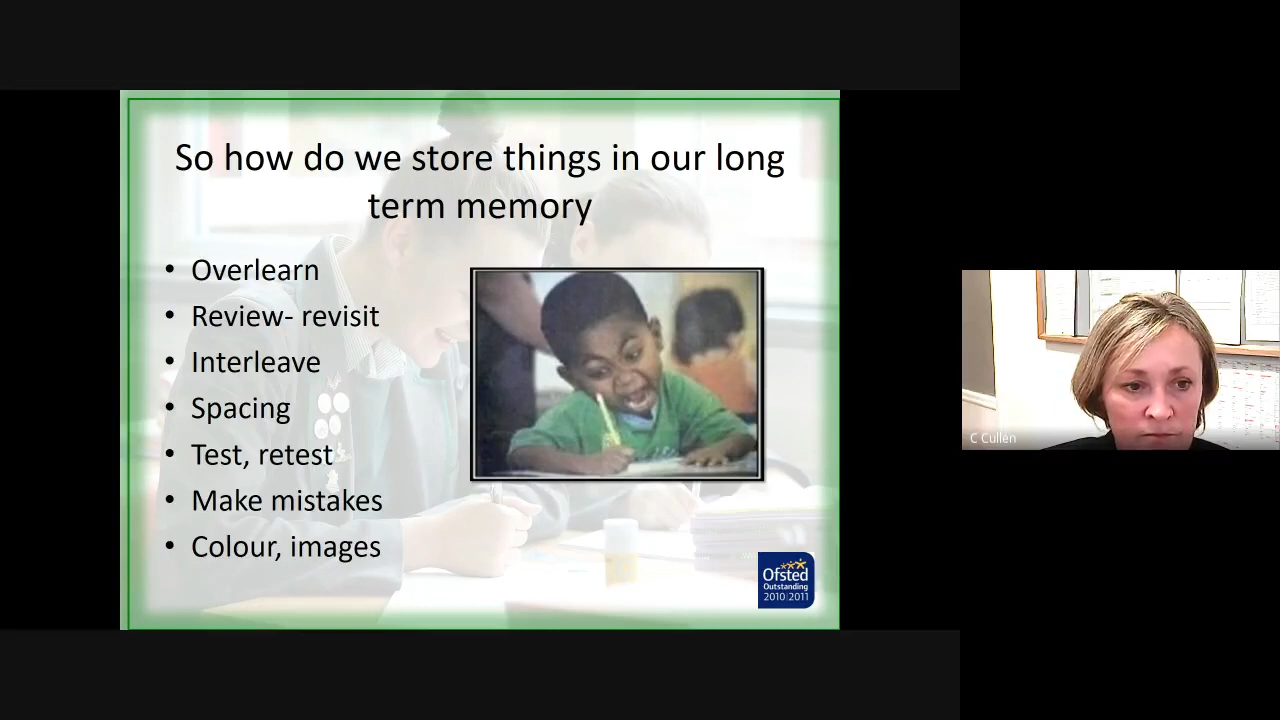 So how do we store things in our long
term memory
• Overlearn
• Review- revisit
• Interleave
• Spacing
• Test, retest
• Make mistakes
• Colour, images
Ofsted
Outstanding
2010|2011
C Cullen